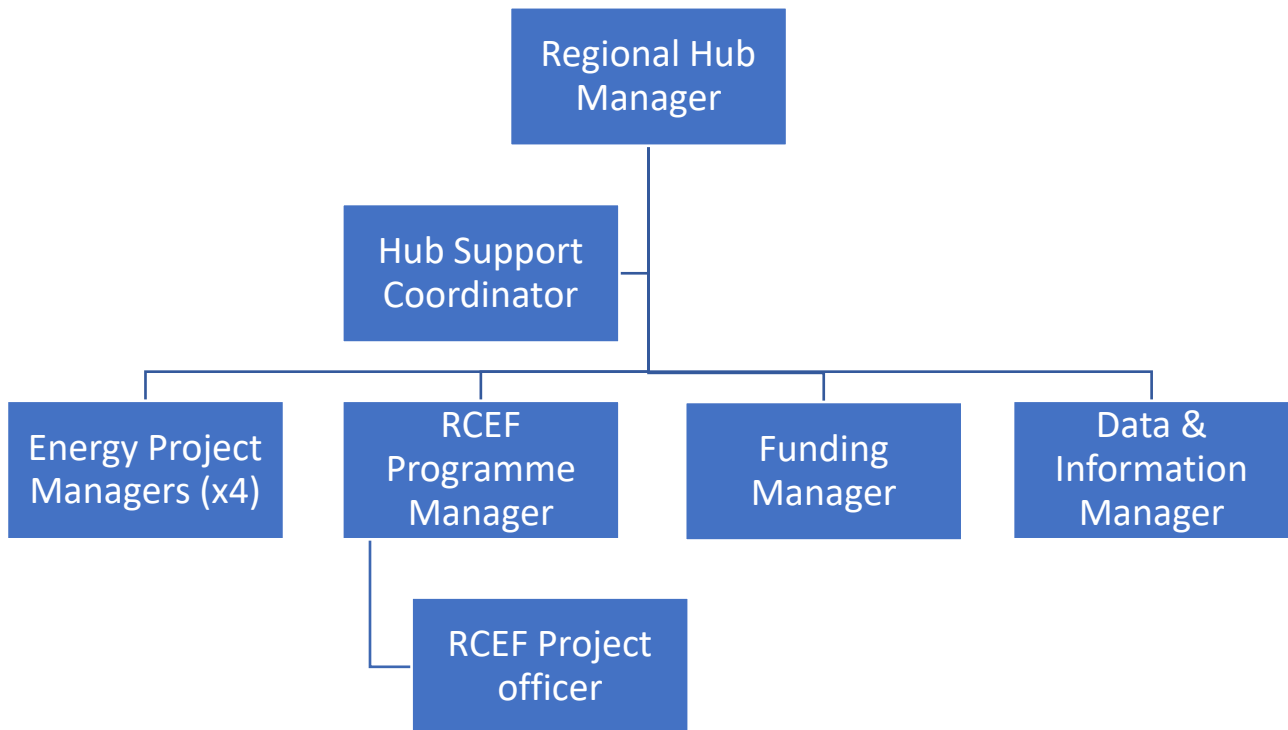 Regional Hub
Manager
Hub Support
Coordinator
Energy Project
Managers (x4)
RCEF
Programme
Manager
Funding
Manager
Data &
Information
Manager
RCEF Project
officer